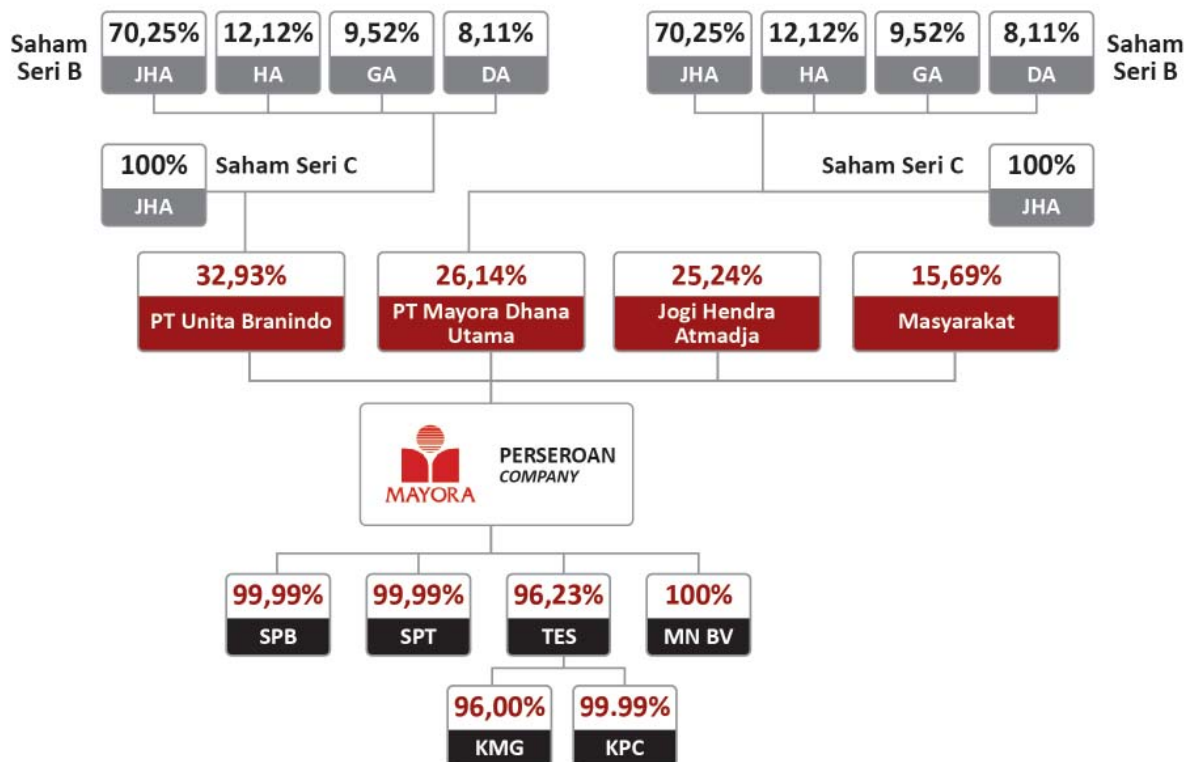 Saham
Seri B
70,25%
JHA
12,12%
HA
9,52%
GA
8,11%
DA
70,25%
JHA
12,12%
HA
9,52%
GA
8,11%
DA
Saham
Seri B
100%
JHA
Saham Seri C
Saham Seri C
100%
JHA
32,93%
PT Unita Branindo
26,14%
PT Mayora Dhana
Utama
25,24%
Jogi Hendra
Atmadja
15,69%
Masyarakat
MAYORA
PERSEROAN
COMPANY
99,99%
SPB
99,99%
SPT
96,23%
TES
100%
MN BV
96,00%
KMG
99.99%
KPC